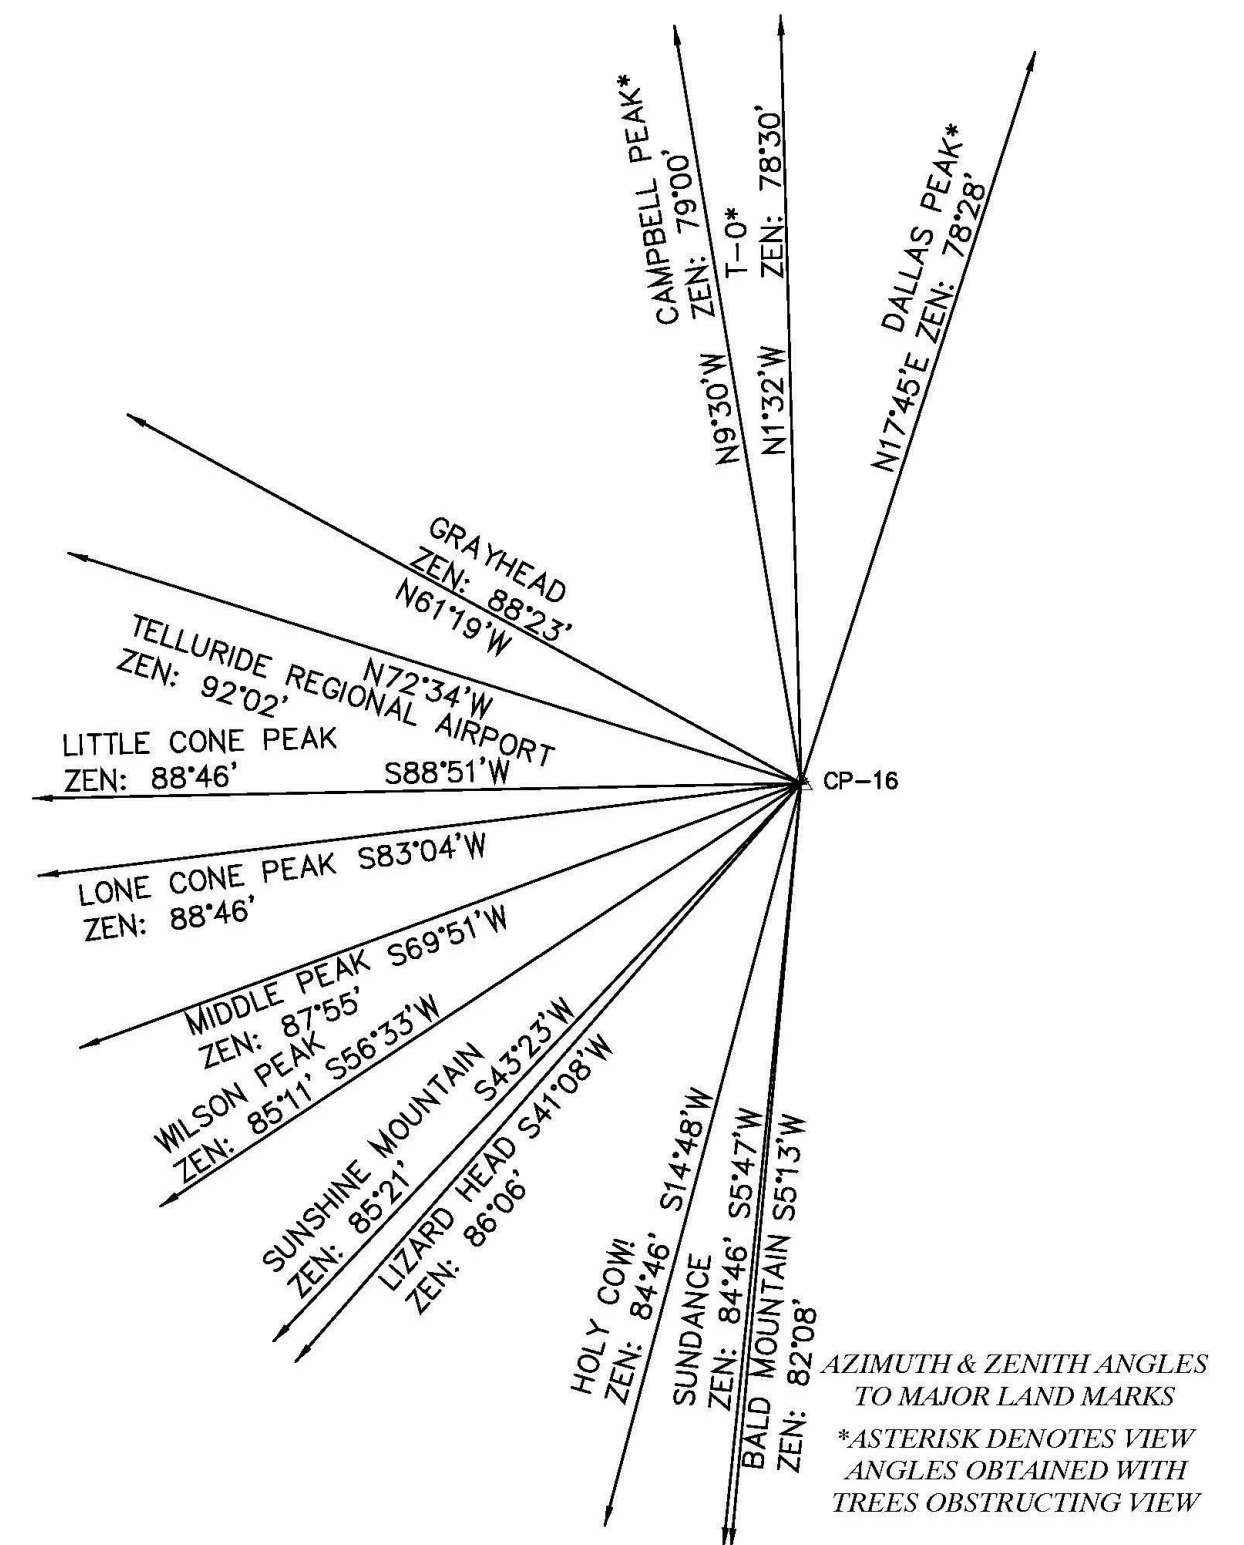 CAMPBELL PEAK*
ZEN: 79°00'
N9°30'W
T-0*
ZEN: 78°30'
N1°32'W
DALLAS PEAK*
N17°45'E ZEN: 78°28'
GRAYHEAD
ZEN: 88°23'
N61°19'W
N72°34'W
TELLURIDE REGIONAL AIRPORT
ZEN: 92°02'
LITTLE CONE PEAK
ZEN: 88°46' S88°51'W
CP-16
LONE CONE PEAK S83°04'W
ZEN: 88°46'
MIDDLE PEAK S69°51'W
ZEN: 87°55'
WILSON PEAK
ZEN: 85°11' S56°33'W
SUNSHINE MOUNTAIN
ZEN: 85°21' S43°23'W
LIZARD HEAD S41°08'W
ZEN: 86°06'
HOLY COW!
ZEN: 84°46' S14°48'W
SUNDANCE
ZEN: 84°46' S5°47'W
BALD MOUNTAIN S5°13'W
ZEN: 82°08'
AZIMUTH & ZENITH ANGLES
TO MAJOR LAND MARKS
*ASTERISK DENOTES VIEW
ANGLES OBTAINED WITH
TREES OBSTRUCTING VIEW